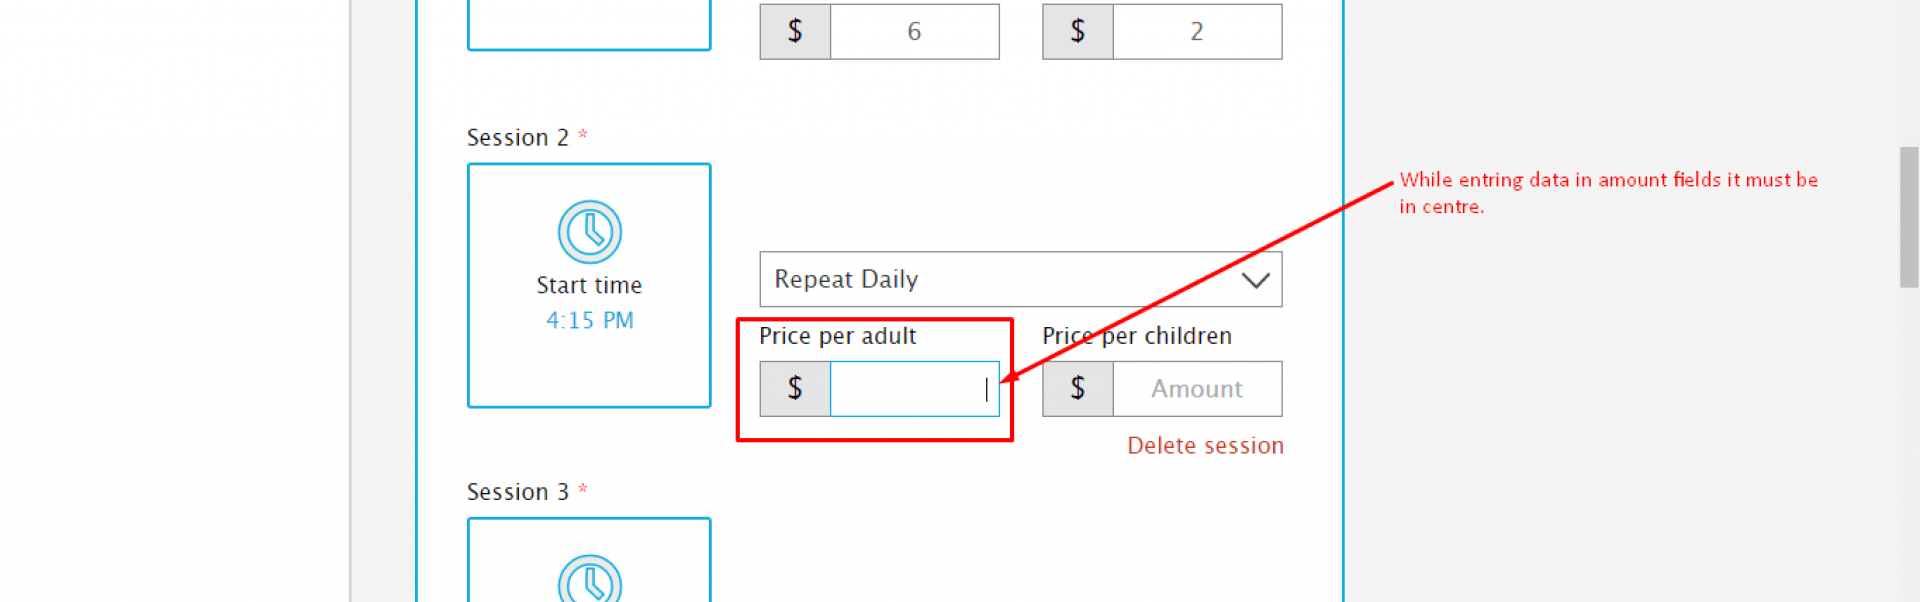 $ 6 $ 2
Session 2 *
While entring data in amount fields it must be
in centre.
Repeat Daily
Start time
4:15 PM
Price per adult Price per children
$ $ Amount
Delete session
Session 3 *